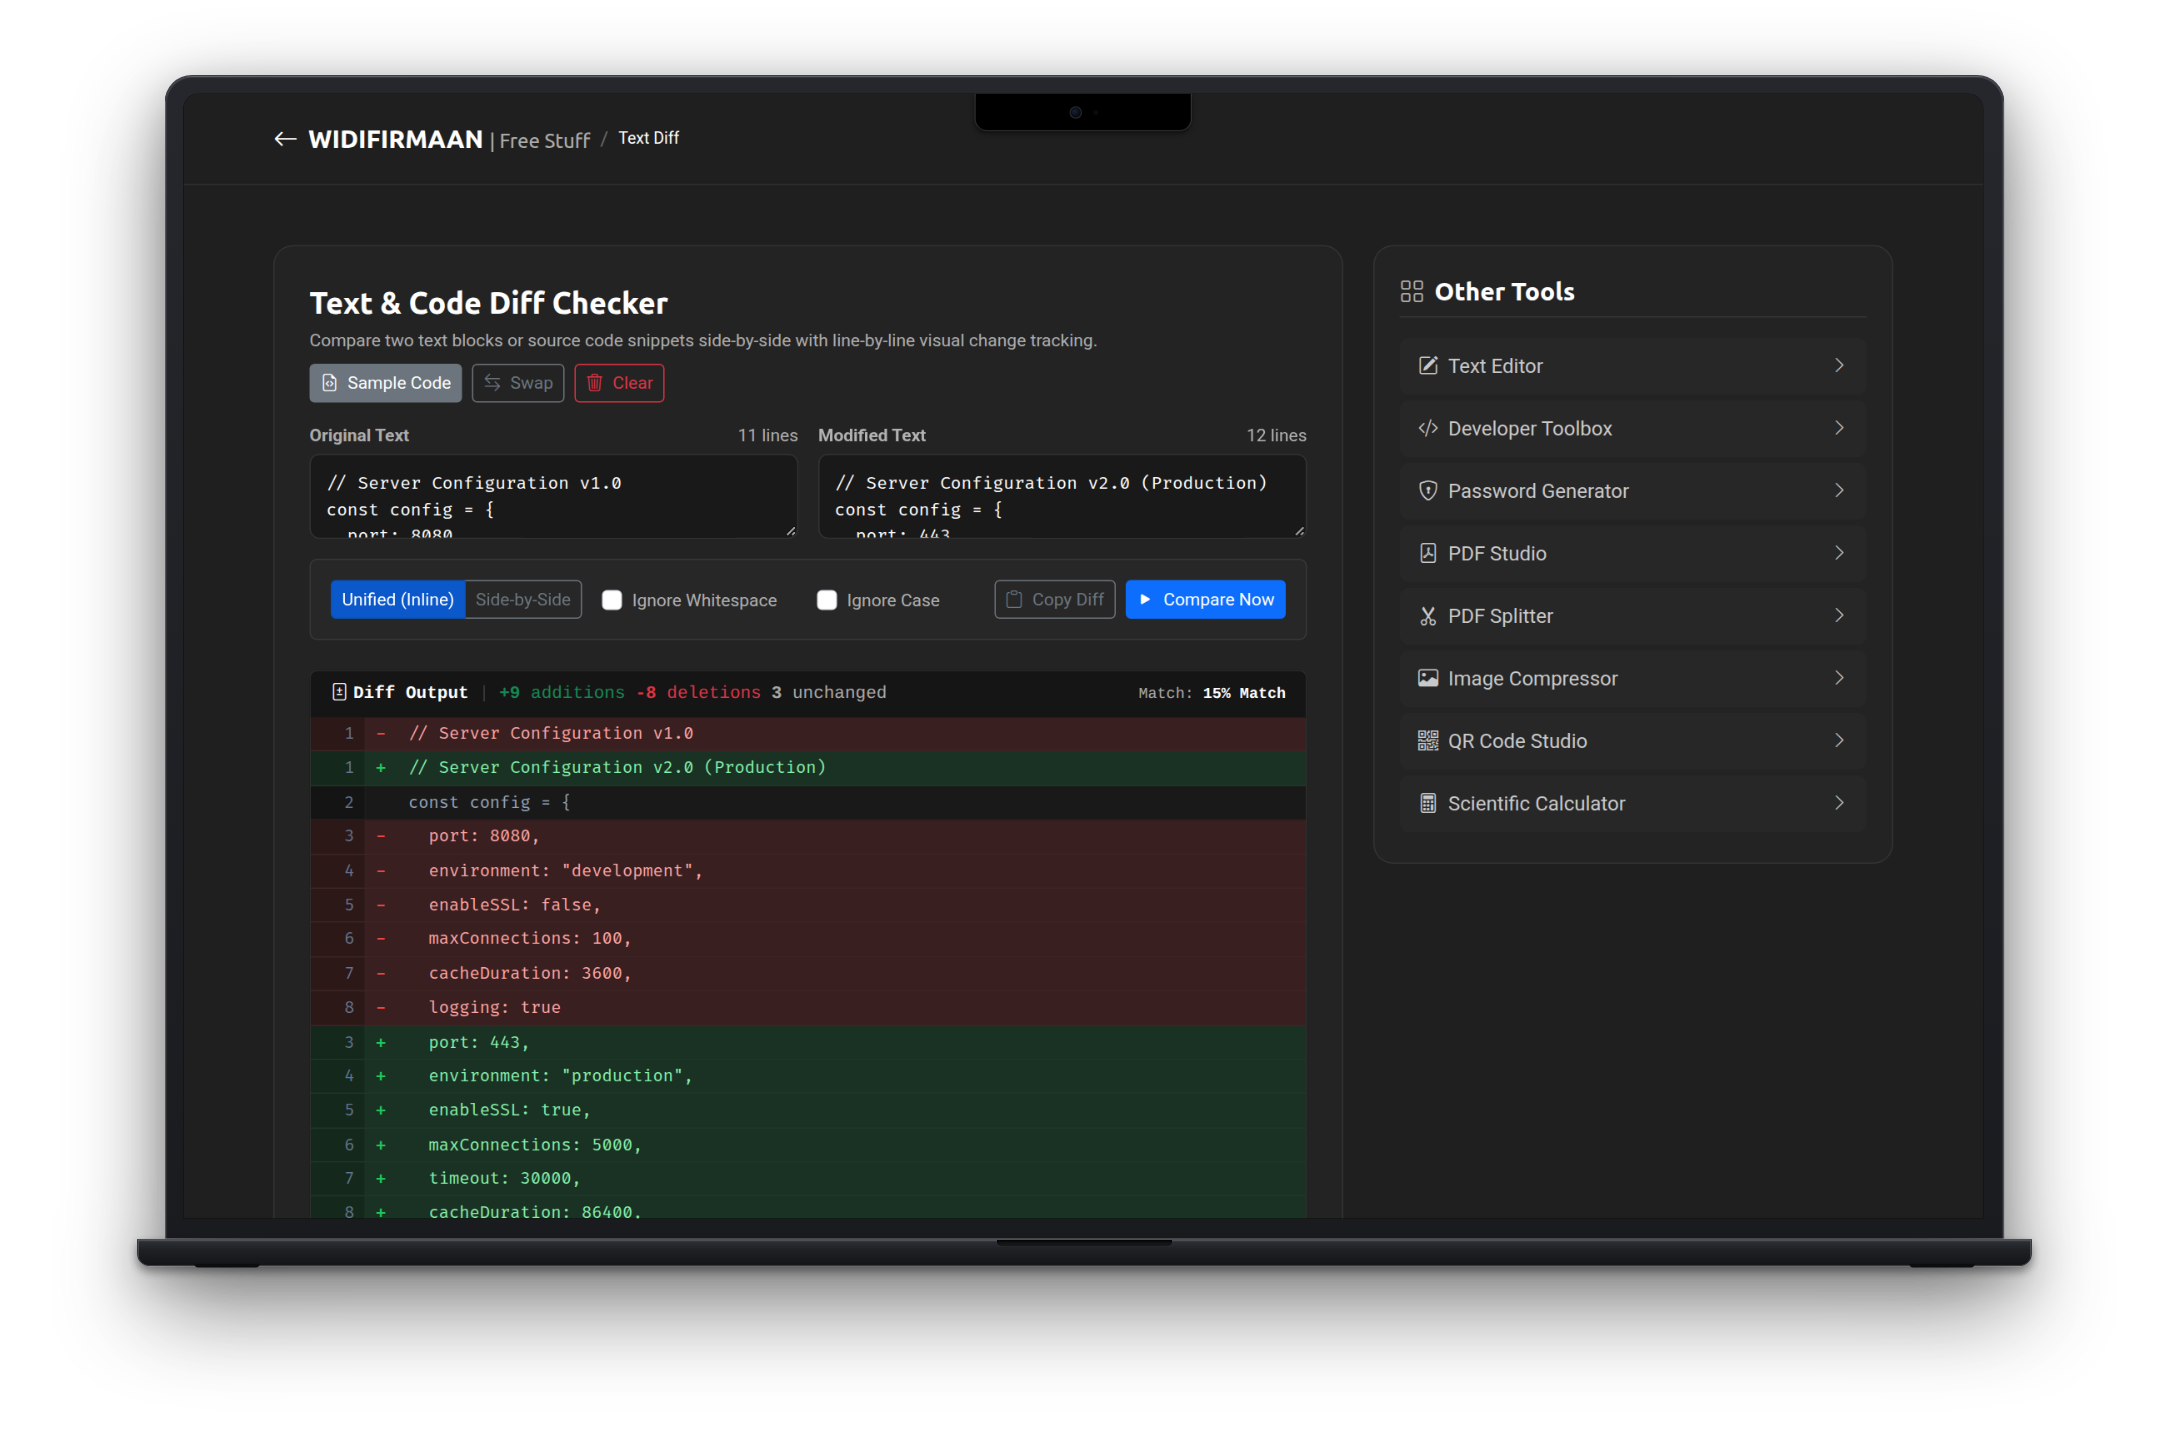 ← WIDIFIRMAAN | Free Stuff / Text Diff
Text & Code Diff Checker
Compare two text blocks or source code snippets side-by-side with line-by-line visual change tracking.
Sample Code Swap Clear
Original Text 11 lines
// Server Configuration v1.0
const config = {
port: 8080
Modified Text 12 lines
// Server Configuration v2.0 (Production)
const config = {
port: 443
Unified (Inline) Side-by-Side Ignore Whitespace Ignore Case Copy Diff Compare Now
Diff Output | +9 additions -8 deletions 3 unchanged Match: 15% Match
1 - // Server Configuration v1.0
1 + // Server Configuration v2.0 (Production)
2 const config = {
3 - port: 8080,
4 - environment: "development",
5 - enableSSL: false,
6 - maxConnections: 100,
7 - cacheDuration: 3600,
8 - logging: true
3 + port: 443,
4 + environment: "production",
5 + enableSSL: true,
6 + maxConnections: 5000,
7 + timeout: 30000,
8 + cacheDuration: 86400,
Other Tools
Text Editor
Developer Toolbox
Password Generator
PDF Studio
PDF Splitter
Image Compressor
QR Code Studio
Scientific Calculator